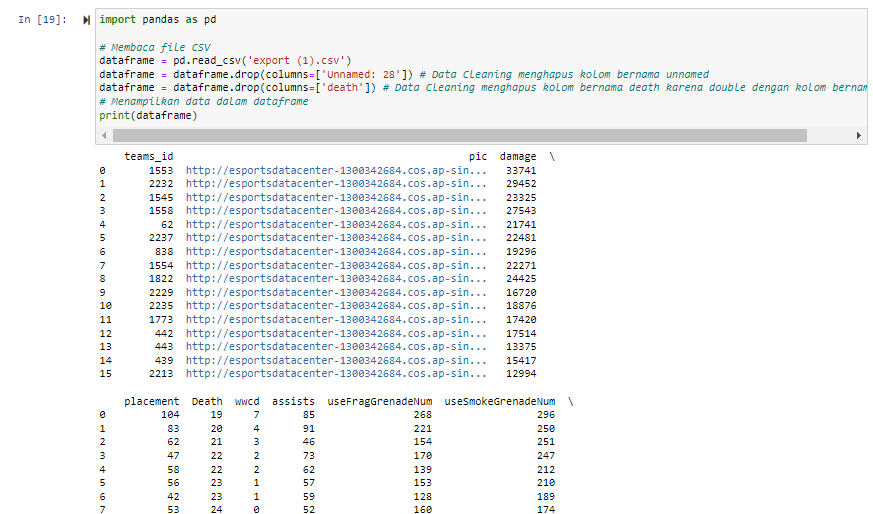 In [19]:
import pandas as pd
# Membaca file CSV
dataframe = pd.read_csv('export (1).csv')
dataframe = dataframe.drop(columns=['Unnamed: 28']) # Data Cleaning menghapus kolom bernama unnamed
dataframe = dataframe.drop(columns=['death']) # Data Cleaning menghapus kolom bernama death karena double dengan kolom bernam
# Menampilkan data dalam dataframe
print(dataframe)
teams_id pic damage \
0 1553 http://esportsdatacenter-1300342684.cos.ap-sin... 33741
1 2232 http://esportsdatacenter-1300342684.cos.ap-sin... 29452
2 1545 http://esportsdatacenter-1300342684.cos.ap-sin... 23325
3 1558 http://esportsdatacenter-1300342684.cos.ap-sin... 27543
4 62 http://esportsdatacenter-1300342684.cos.ap-sin... 21741
5 2237 http://esportsdatacenter-1300342684.cos.ap-sin... 22481
6 838 http://esportsdatacenter-1300342684.cos.ap-sin... 19296
7 1554 http://esportsdatacenter-1300342684.cos.ap-sin... 22271
8 1822 http://esportsdatacenter-1300342684.cos.ap-sin... 24425
9 2229 http://esportsdatacenter-1300342684.cos.ap-sin... 16720
10 2235 http://esportsdatacenter-1300342684.cos.ap-sin... 18876
11 1773 http://esportsdatacenter-1300342684.cos.ap-sin... 17420
12 442 http://esportsdatacenter-1300342684.cos.ap-sin... 17514
13 443 http://esportsdatacenter-1300342684.cos.ap-sin... 13375
14 439 http://esportsdatacenter-1300342684.cos.ap-sin... 15417
15 2213 http://esportsdatacenter-1300342684.cos.ap-sin... 12994
placement Death wwcd assists useFragGrenadeNum useSmokeGrenadeNum \
0 104 19 7 85 268 296
1 83 20 4 91 221 250
2 62 21 3 46 154 251
3 47 22 2 73 170 247
4 58 22 2 62 139 212
5 56 23 1 57 153 210
6 42 23 1 59 128 189
7 53 24 0 52 160 174